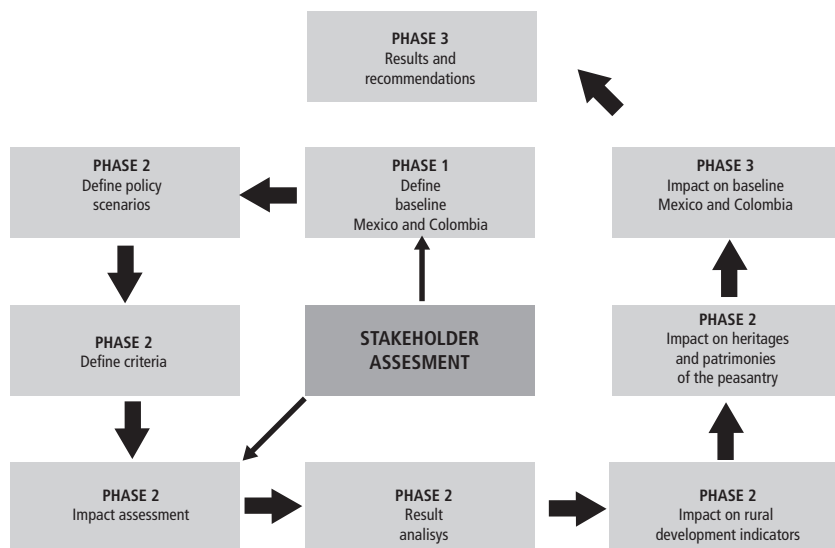 PHASE 3
Results and
recommendations
PHASE 2
Define policy
scenarios
PHASE 1
Define
baseline
Mexico and Colombia
PHASE 3
Impact on baseline
Mexico and Colombia
PHASE 2
Define criteria
STAKEHOLDER
ASSESMENT
PHASE 2
Impact on heritages
and patrimonies
of the peasantry
PHASE 2
Impact assessment
PHASE 2
Result
analisys
PHASE 2
Impact on rural
development indicators